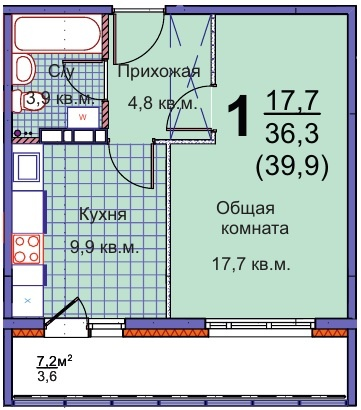 С/у
3,9 кв.м.
Прихожая
4,8 кв.м.
1
17,7
36,3
(39,9)
W
Кухня
9,9 кв.м.
Общая
комната
17,7 кв.м.
X
7,2м²
3,6